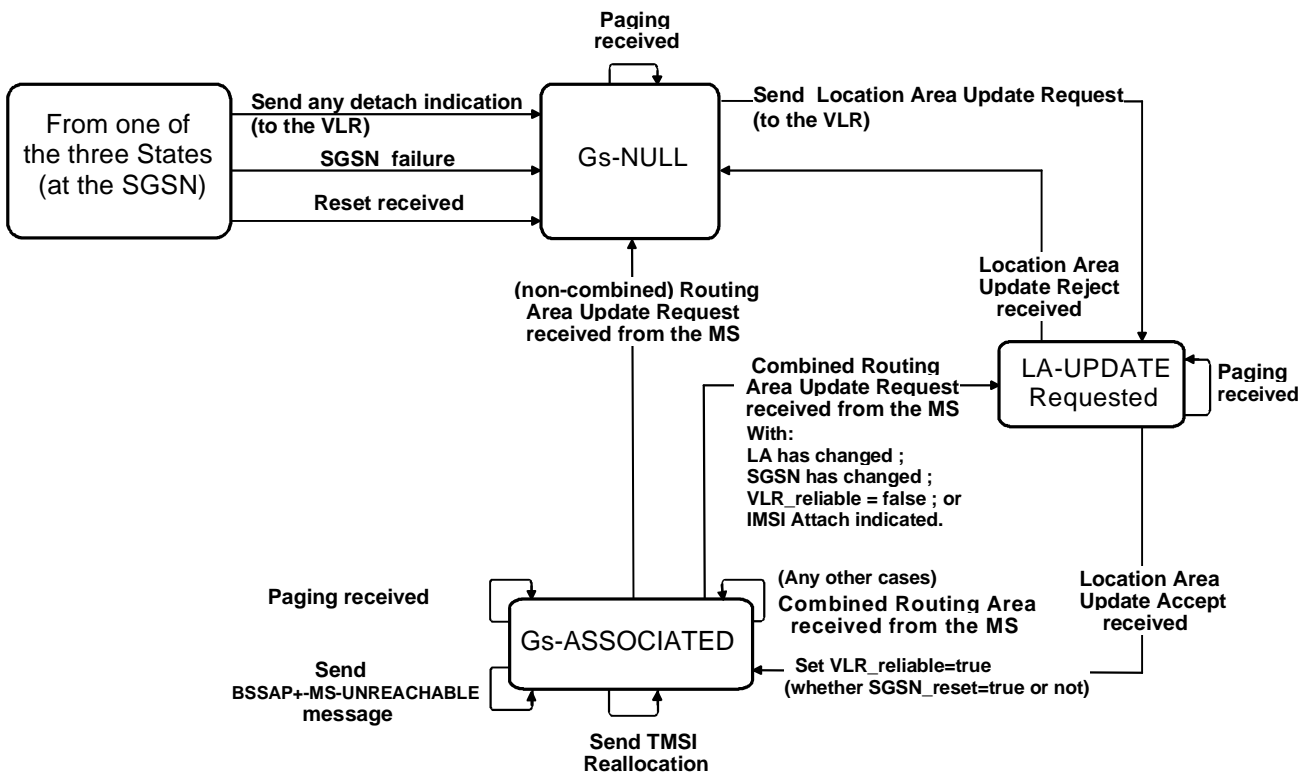 Paging
received
From one of
the three States
(at the SGSN)
Send any detach indication
(to the VLR)
SGSN failure
Reset received
Gs-NULL
Send Location Area Update Request
(to the VLR)
(non-combined) Routing
Area Update Request
received from the MS
Location Area
Update Reject
received
LA-UPDATE
Requested
Paging
received
Combined Routing
Area Update Request
received from the MS
With:
LA has changed ;
SGSN has changed ;
VLR_reliable = false ; or
IMSI Attach indicated.
Paging received
(Any other cases)
Combined Routing Area
received from the MS
Location Area
Update Accept
received
Gs-ASSOCIATED
Send
BSSAP+-MS-UNREACHABLE
message
Set VLR_reliable=true
(whether SGSN_reset=true or not)
Send TMSI
Reallocation